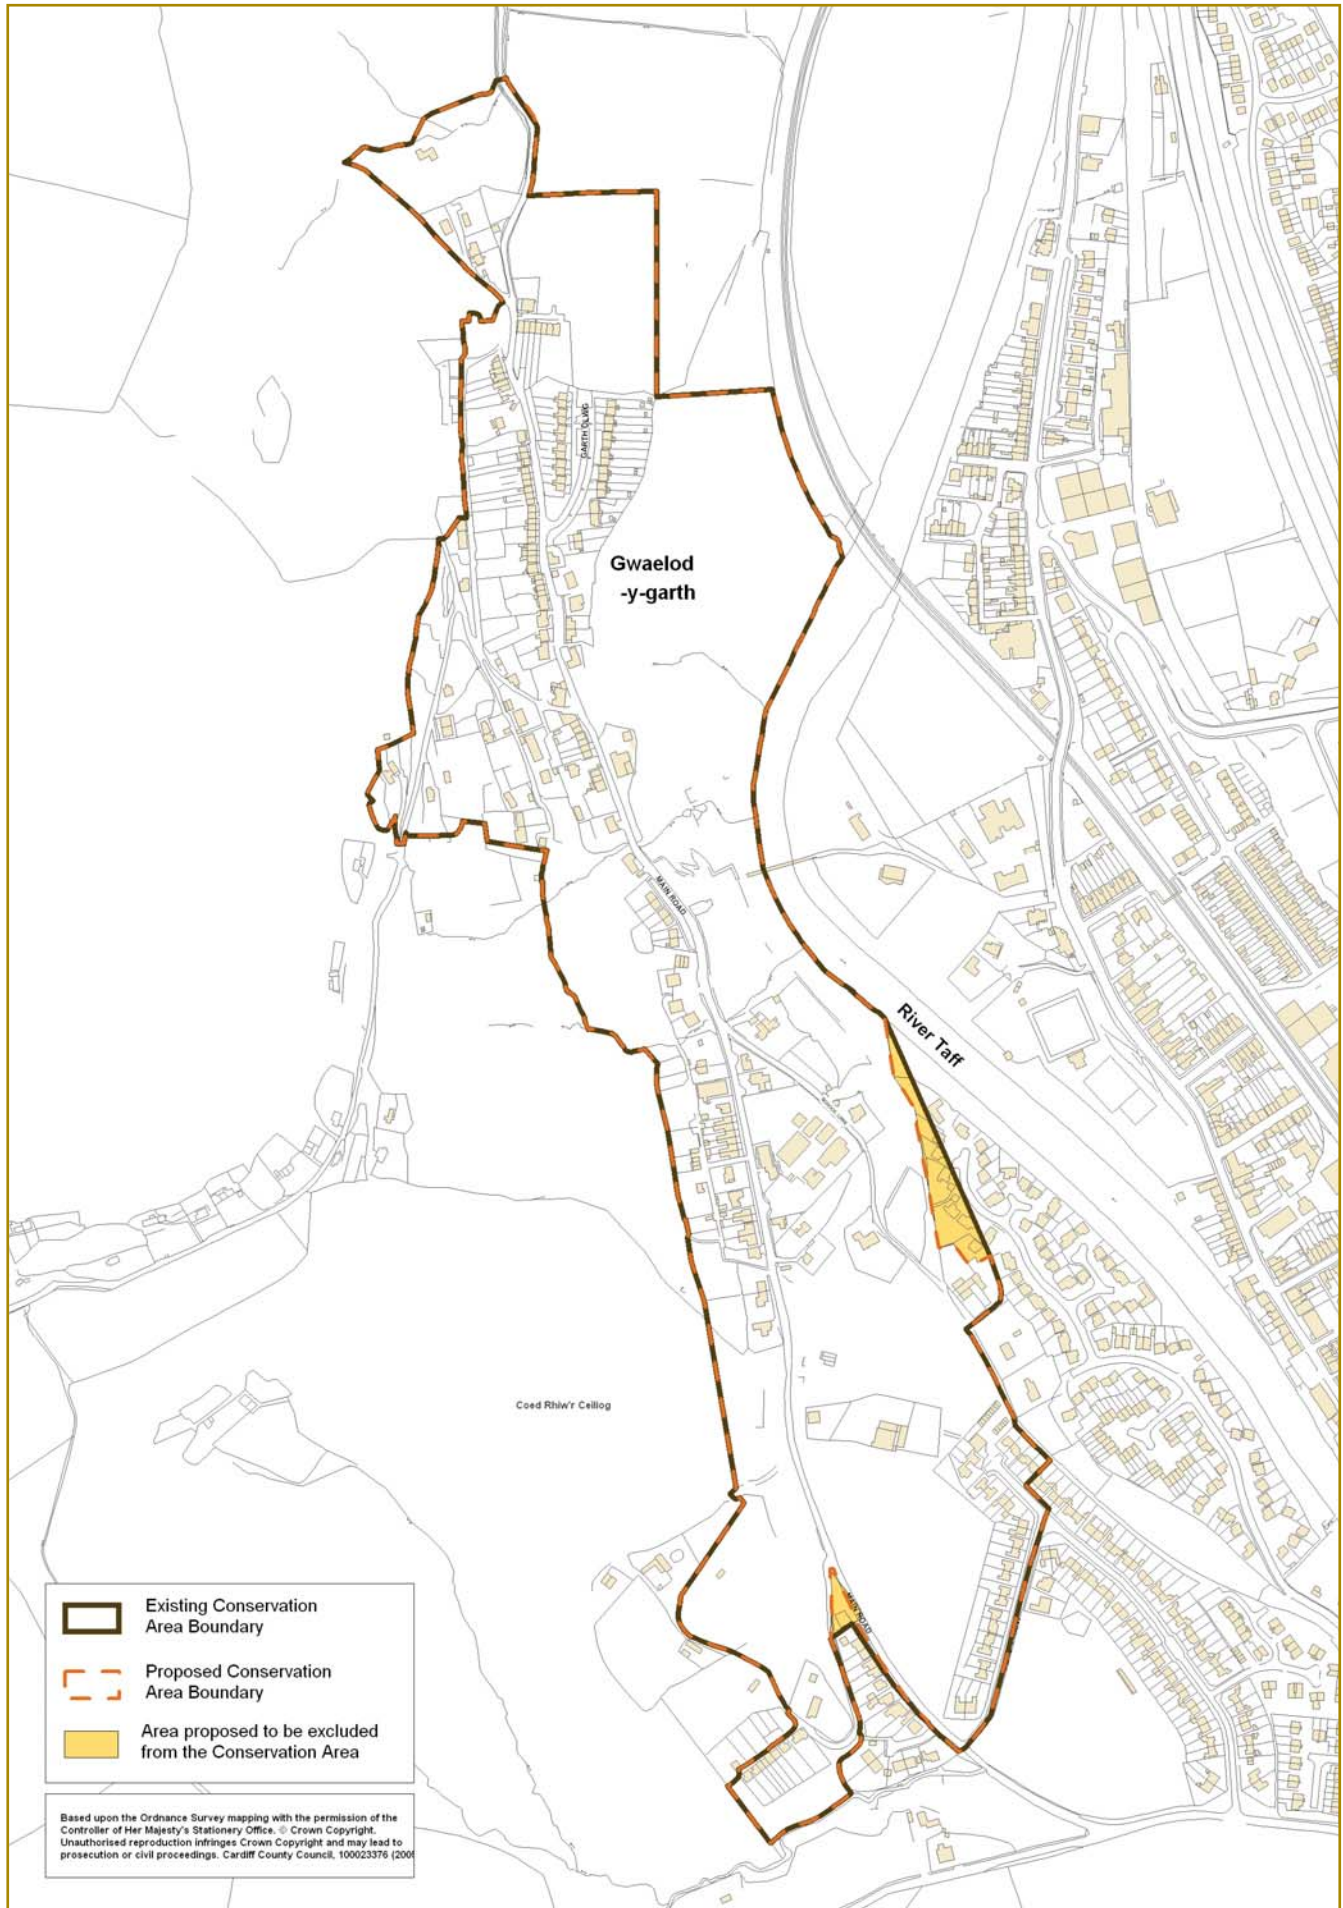 GARTH OLWG
Gwaelod
-y-garth
MAIN ROAD
River Taff
Coed Rhiw'r Ceiliog
MAIN ROAD
Existing Conservation
Area Boundary
Proposed Conservation
Area Boundary
Area proposed to be excluded
from the Conservation Area
Based upon the Ordnance Survey mapping with the permission of the
Controller of Her Majesty's Stationery Office. © Crown Copyright.
Unauthorised reproduction infringes Crown Copyright and may lead to
prosecution or civil proceedings. Cardiff County Council, 100023376